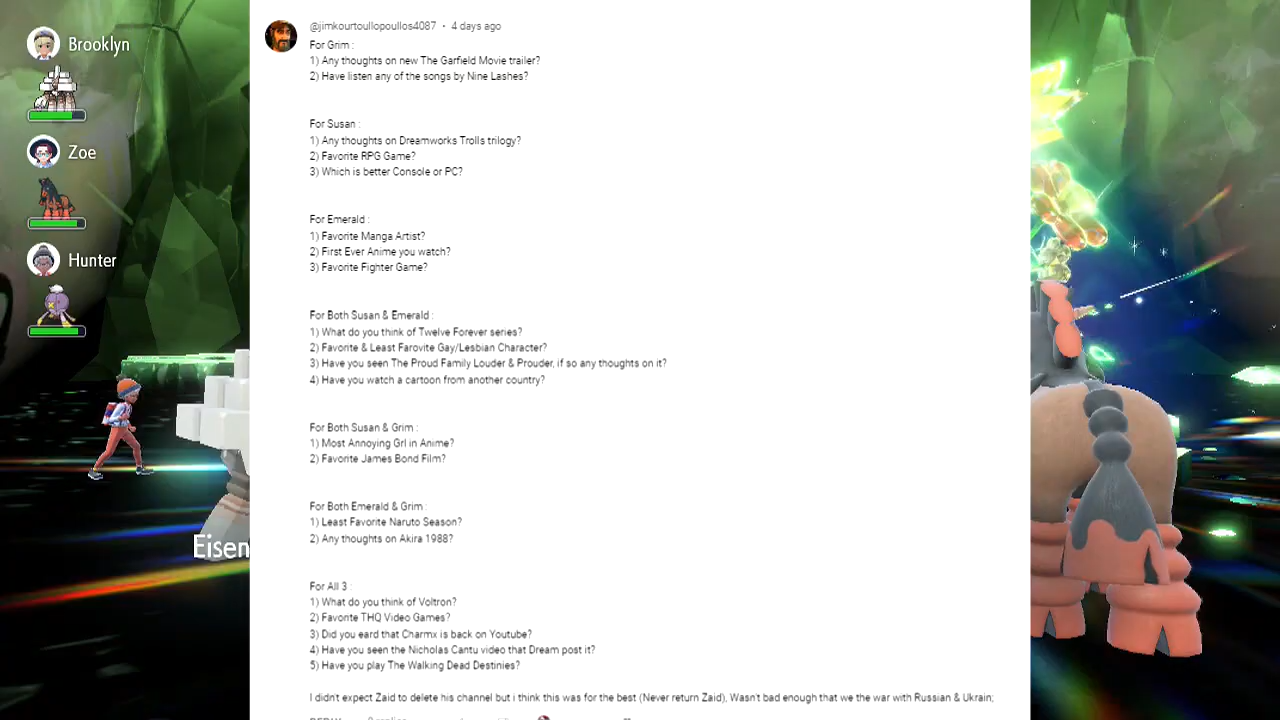 Brooklyn
Zoe
Hunter
Eisen
@jimkourtoullopoullos4087 • 4 days ago
For Grim :
1) Any thoughts on new The Garfield Movie trailer?
2) Have listen any of the songs by Nine Lashes?
For Susan :
1) Any thoughts on Dreamworks Trolls trilogy?
2) Favorite RPG Game?
3) Which is better Console or PC?
For Emerald :
1) Favorite Manga Artist?
2) First Ever Anime you watch?
3) Favorite Fighter Game?
For Both Susan & Emerald :
1) What do you think of Twelve Forever series?
2) Favorite & Least Farovite Gay/Lesbian Character?
3) Have you seen The Proud Family Louder & Prouder, if so any thoughts on it?
4) Have you watch a cartoon from another country?
For Both Susan & Grim :
1) Most Annoying Grl in Anime?
2) Favorite James Bond Film?
For Both Emerald & Grim :
1) Least Favorite Naruto Season?
2) Any thoughts on Akira 1988?
For All 3 :
1) What do you think of Voltron?
2) Favorite THQ Video Games?
3) Did you eard that Charmx is back on Youtube?
4) Have you seen the Nicholas Cantu video that Dream post it?
5) Have you play The Walking Dead Destinies?
I didn't expect Zaid to delete his channel but i think this was for the best (Never return Zaid), Wasn't bad enough that we the war with Russian & Ukrain;